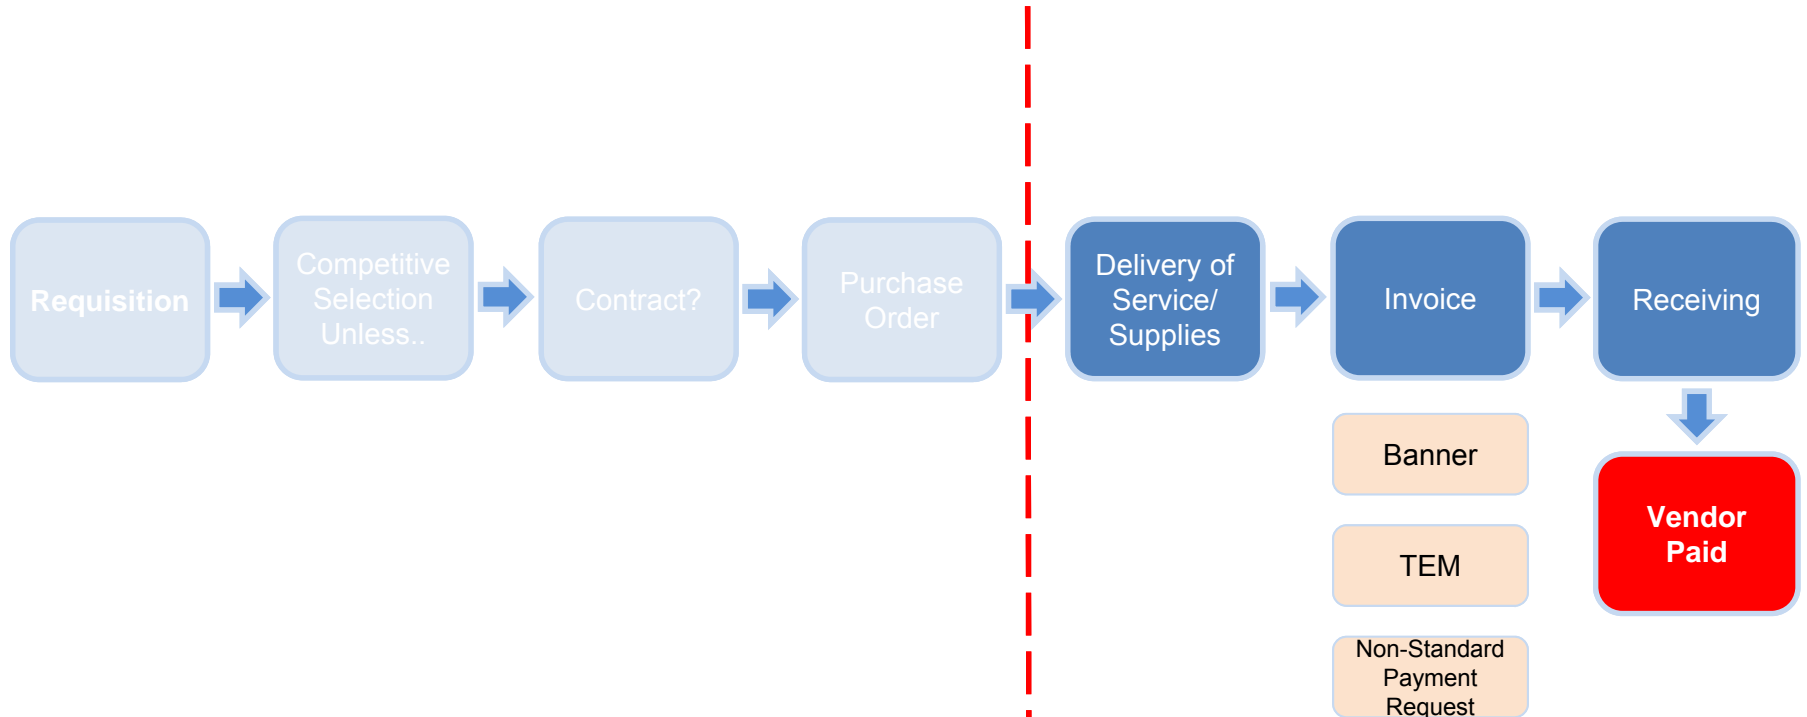 Requisition
Competitive
Selection
Unless..
Contract?
Purchase
Order
Delivery of
Service/
Supplies
Invoice
Receiving
Banner
TEM
Non-Standard
Payment
Request
Vendor
Paid